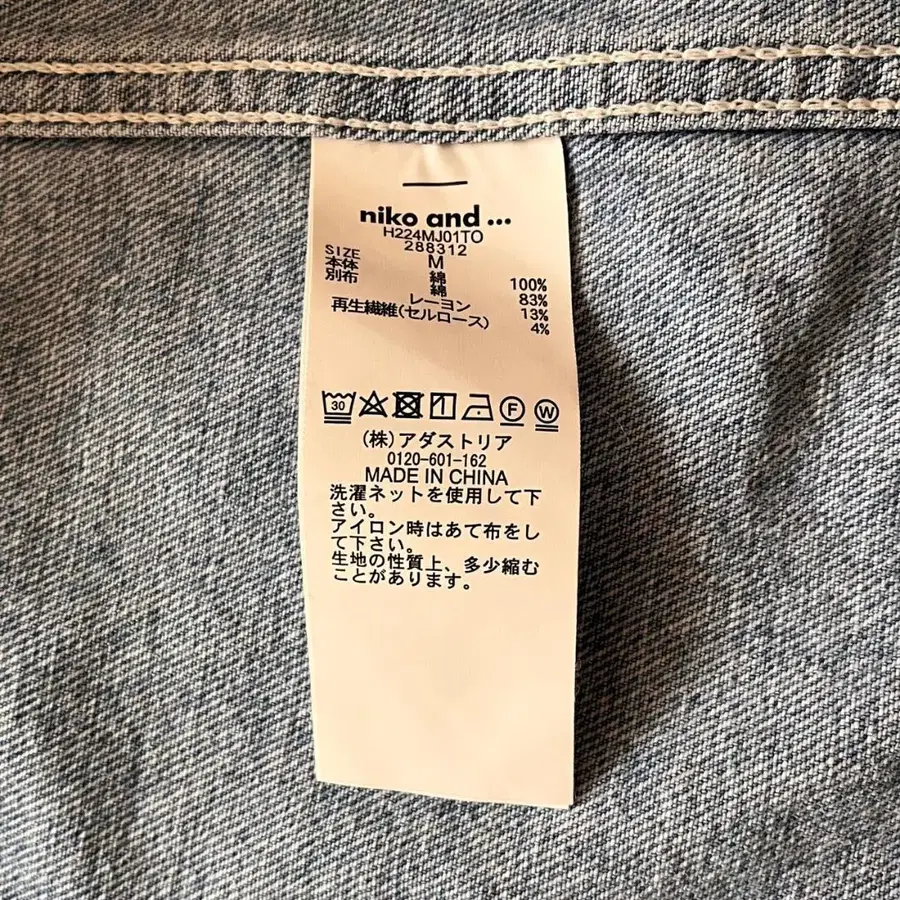 niko and ...
H224MJ01TO
288312
SIZE M
本体 綿 100%
別布 綿 83%
レーヨン 13%
再生繊維(セルロース) 4%
30 F W
(株)アダストリア
0120-601-162
MADE IN CHINA
洗濯ネットを使用して下
さい。
アイロン時はあて布をし
て下さい。
生地の性質上、多少縮む
ことがあります。